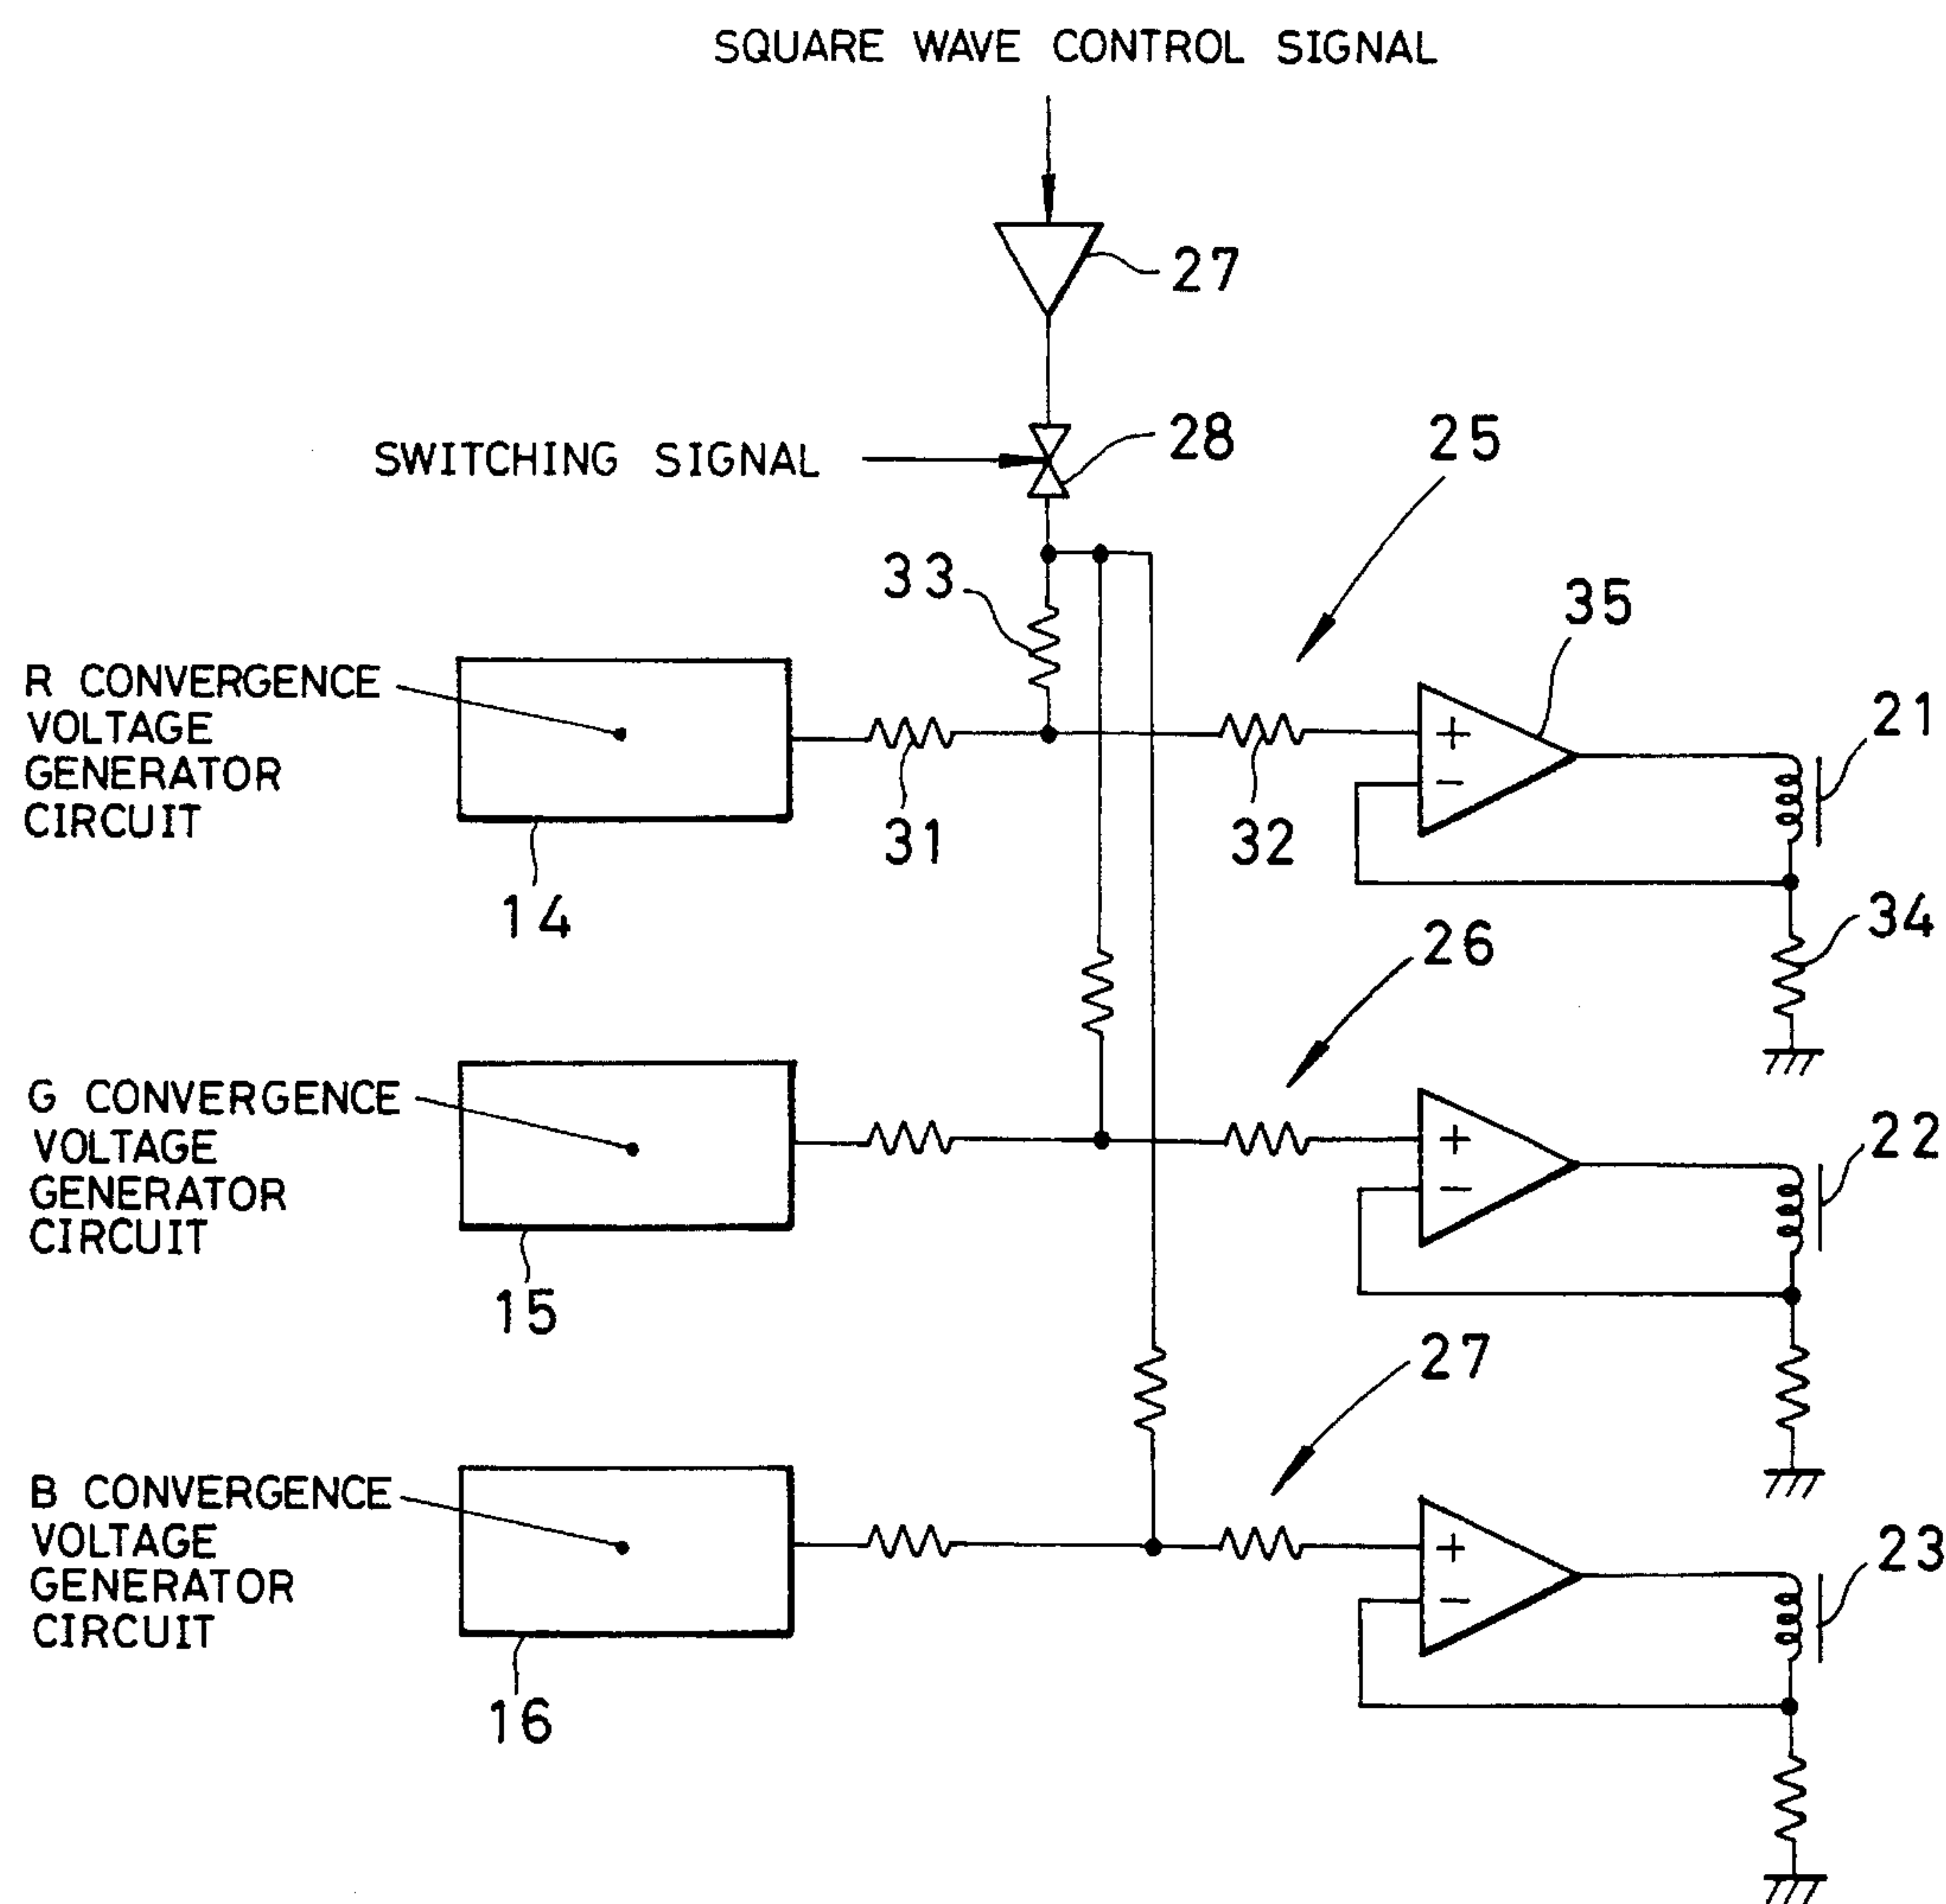 SQUARE WAVE CONTROL SIGNAL
27
SWITCHING SIGNAL
28
25
33
35
R CONVERGENCE
VOLTAGE
GENERATOR
CIRCUIT
21
31
32
14
34
26
G CONVERGENCE
VOLTAGE
GENERATOR
CIRCUIT
22
15
27
B CONVERGENCE
VOLTAGE
GENERATOR
CIRCUIT
23
16
+
−
+
−
+
−